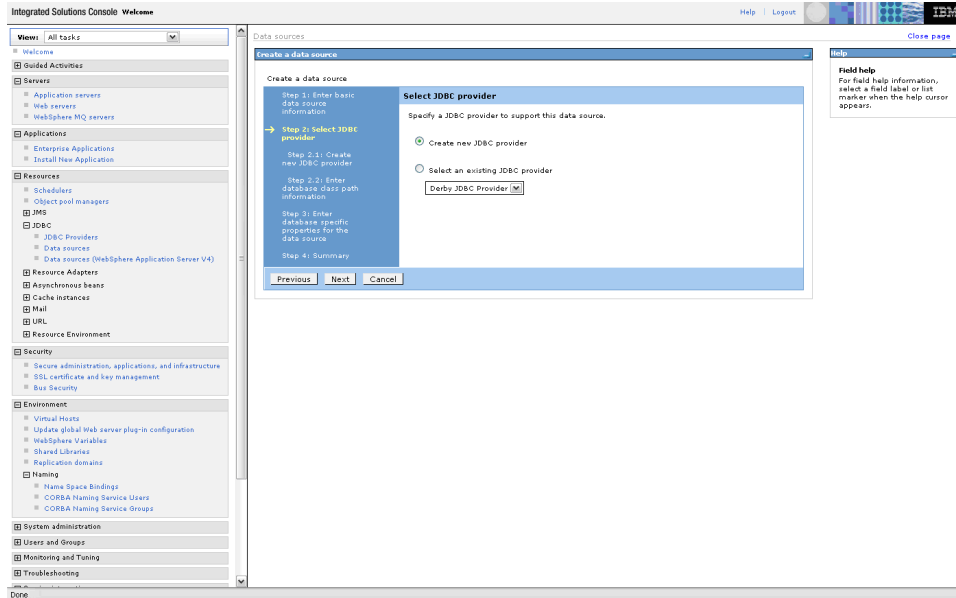 Integrated Solutions Console Welcome
Help | Logout
IBM
View: All tasks
Welcome
Guided Activities
Servers
Application servers
Web servers
WebSphere MQ servers
Applications
Enterprise Applications
Install New Application
Resources
Schedulers
Object pool managers
JMS
JDBC
JDBC Providers
Data sources
Data sources (WebSphere Application Server V4)
Resource Adapters
Asynchronous beans
Cache instances
Mail
URL
Resource Environment
Security
Secure administration, applications, and infrastructure
SSL certificate and key management
Bus Security
Environment
Virtual Hosts
Update global Web server plug-in configuration
WebSphere Variables
Shared Libraries
Replication domains
Naming
Name Space Bindings
CORBA Naming Service Users
CORBA Naming Service Groups
System administration
Users and Groups
Monitoring and Tuning
Troubleshooting
Data sources
Close page
Create a data source
Create a data source
Step 1: Enter basic
data source
information
Step 2: Select JDBC
provider
Step 2.1: Create
new JDBC provider
Step 2.2: Enter
database class path
information
Step 3: Enter
database specific
properties for the
data source
Step 4: Summary
Select JDBC provider
Specify a JDBC provider to support this data source.
Create new JDBC provider
Select an existing JDBC provider
Derby JDBC Provider
Previous Next Cancel
Help
Field help
For field help information,
select a field label or list
marker when the help cursor
appears.
Done